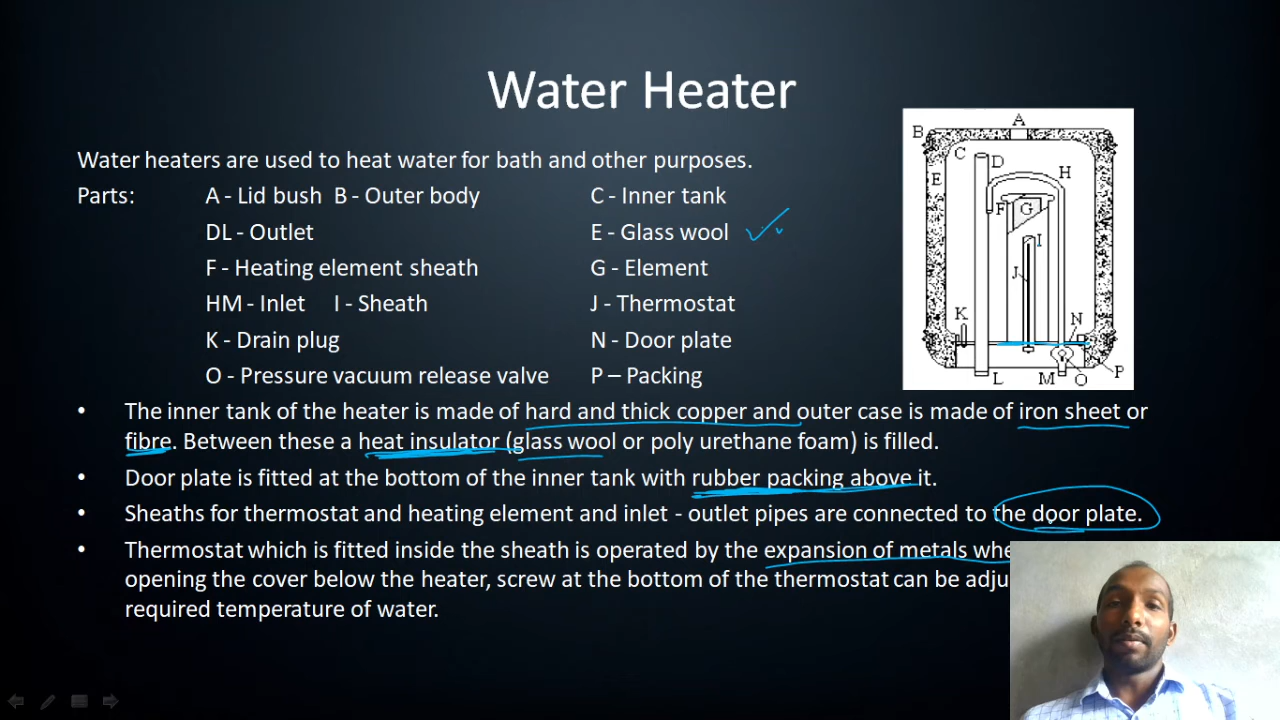 Water Heater
Water heaters are used to heat water for bath and other purposes.
Parts: A - Lid bush B - Outer body C - Inner tank
DL - Outlet E - Glass wool
F - Heating element sheath G - Element
HM - Inlet I - Sheath J - Thermostat
K - Drain plug N - Door plate
O - Pressure vacuum release valve P – Packing
A
B
C
D
E
H
F
G
I
J
K
N
L
M
O
P
• The inner tank of the heater is made of hard and thick copper and outer case is made of iron sheet or
fibre. Between these a heat insulator (glass wool or poly urethane foam) is filled.
• Door plate is fitted at the bottom of the inner tank with rubber packing above it.
• Sheaths for thermostat and heating element and inlet - outlet pipes are connected to the door plate.
• Thermostat which is fitted inside the sheath is operated by the expansion of metals
opening the cover below the heater, screw at the bottom of the thermostat can be
required temperature of water.